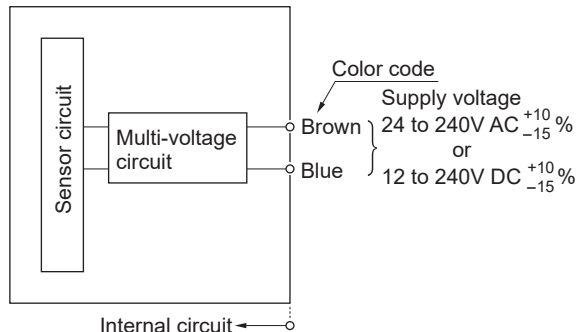 Color code
Supply voltage
Brown
24 to 240V AC +10 −15 %
or
Blue
12 to 240V DC +10 −15 %
Sensor circuit
Multi-voltage
circuit
Internal circuit